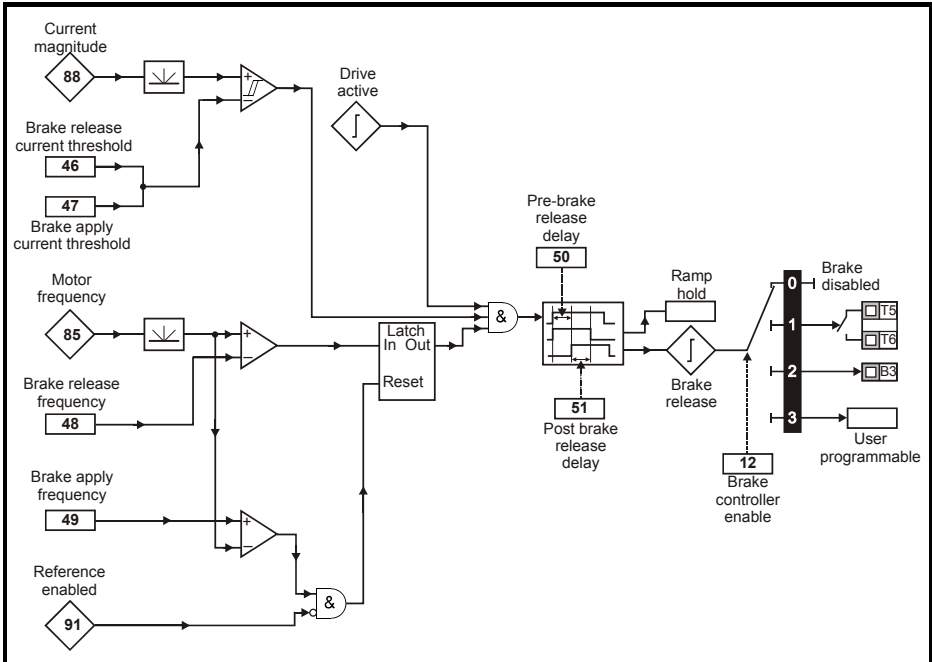 Current
magnitude
88
Brake release
current threshold
46
47
Brake apply
current threshold
Drive
active
Motor
frequency
85
Brake release
frequency
48
Brake apply
frequency
49
Reference
enabled
91
&
Latch
In Out
Reset
&
Pre-brake
release
delay
50
51
Post brake
release
delay
Ramp
hold
Brake
release
12
Brake
controller
enable
0
Brake
disabled
1
T5
T6
2
B3
3
User
programmable
+
−
+
−
+
−